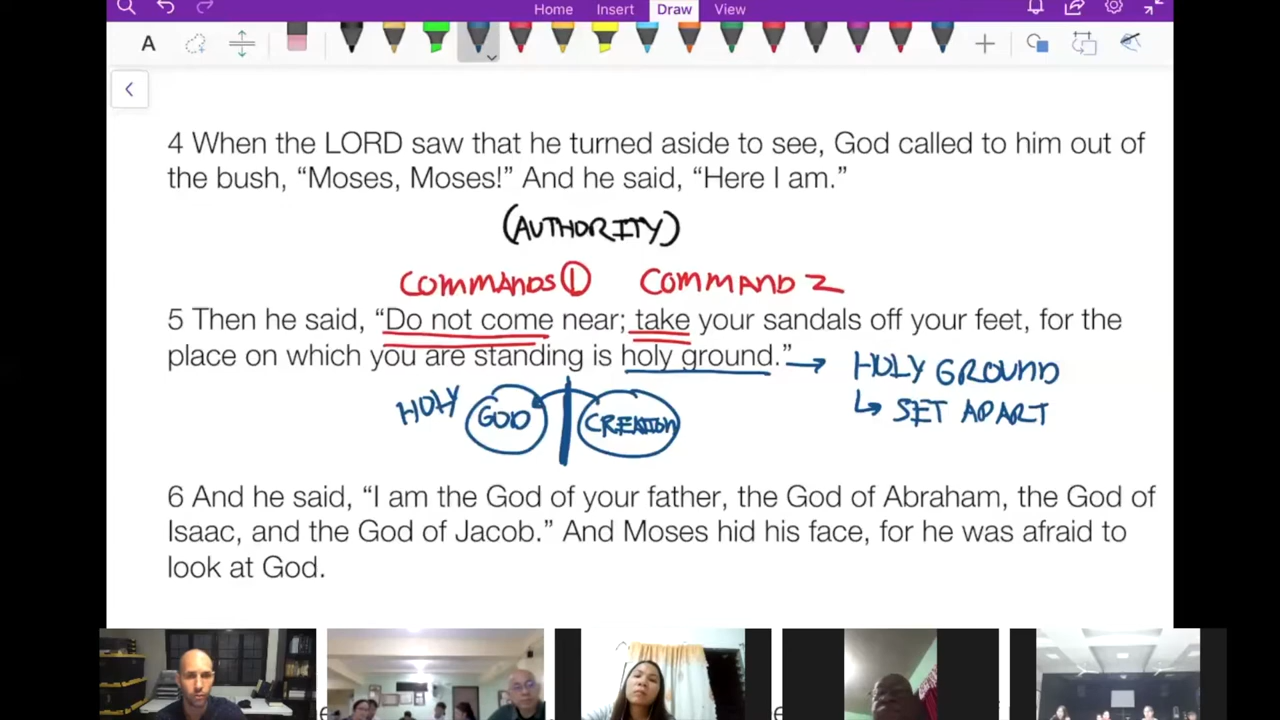 Home Insert Draw View
A
4 When the LORD saw that he turned aside to see, God called to him out of
the bush, “Moses, Moses!” And he said, “Here I am.”
(AUTHORITY)
COMMANDS 1 COMMAND 2
5 Then he said, “Do not come near; take your sandals off your feet, for the
place on which you are standing is holy ground.”
→ HOLY GROUND
↳ SET APART
HOLY GOD CREATION
6 And he said, “I am the God of your father, the God of Abraham, the God of
Isaac, and the God of Jacob.” And Moses hid his face, for he was afraid to
look at God.